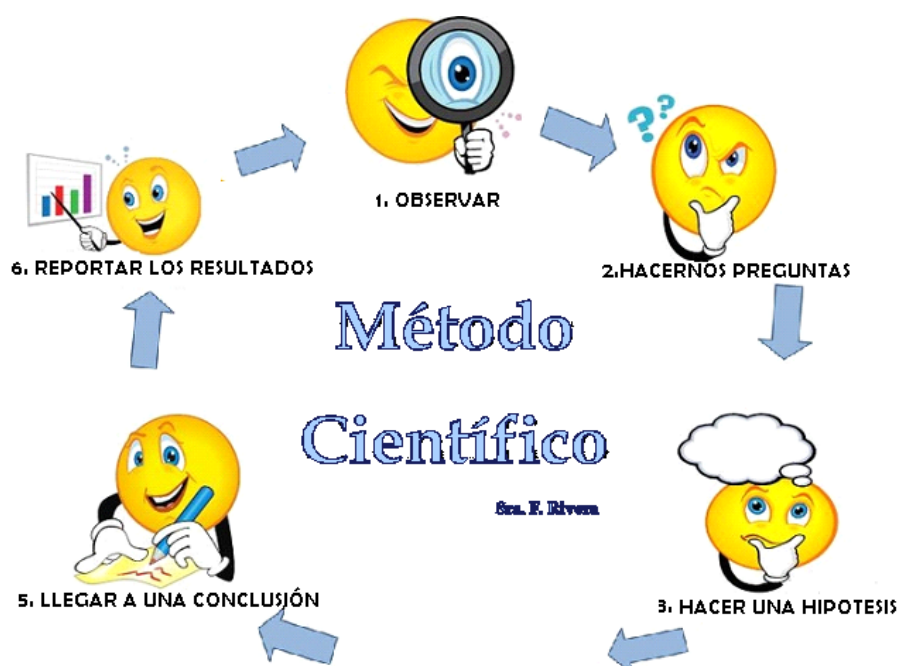 1. OBSERVAR
2.HACERNOS PREGUNTAS
6. REPORTAR LOS RESULTADOS
Método
Científico
Sra. F. Rivera
3. HACER UNA HIPOTESIS
5. LLEGAR A UNA CONCLUSIÓN